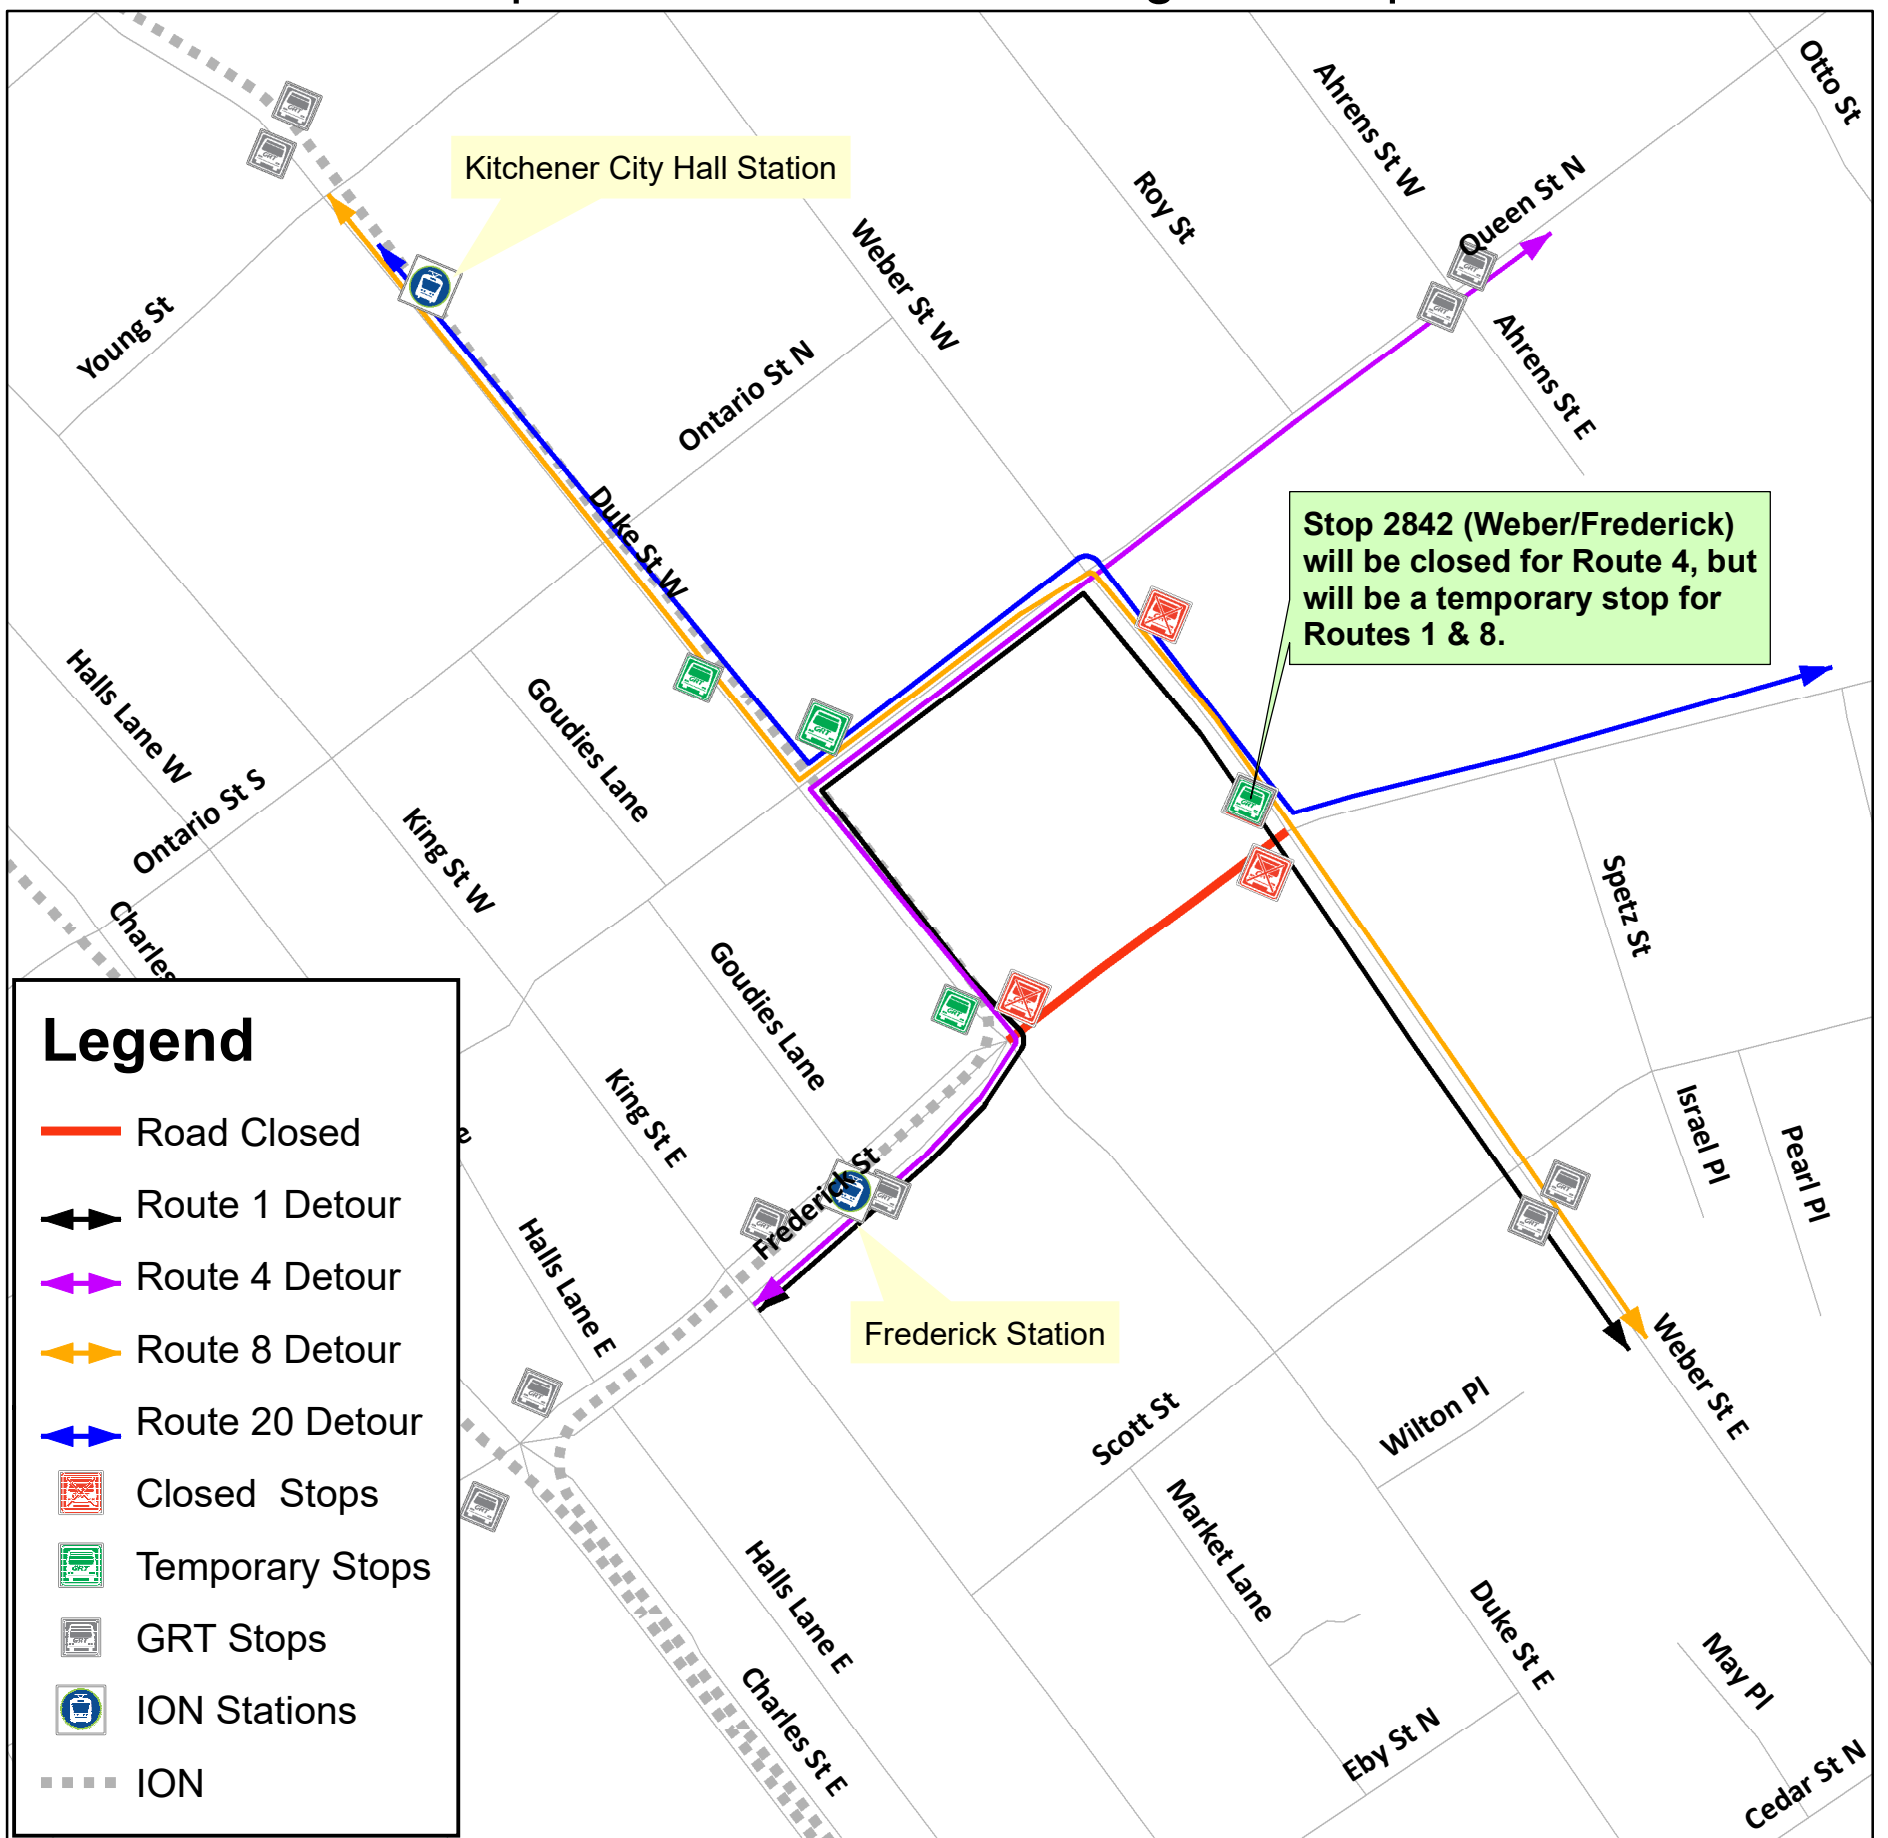 Otto St
Ahrens St W
Kitchener City Hall Station
Queen St N
Roy St
Weber St W
Young St
Ahrens St E
Ontario St N
Duke St W
Stop 2842 (Weber/Frederick)
will be closed for Route 4, but
will be a temporary stop for
Routes 1 & 8.
Halls Lane W
Goudies Lane
Ontario St S
King St W
Spetz St
Charles
Goudies Lane
King St E
Israel Pl
Pearl Pl
Frederick St
Halls Lane E
Frederick Station
Weber St E
Scott St
Wilton Pl
Market Lane
Halls Lane E
Duke St E
May Pl
Charles St E
Eby St N
Cedar St N
Legend
Road Closed
Route 1 Detour
Route 4 Detour
Route 8 Detour
Route 20 Detour
Closed Stops
Temporary Stops
GRT Stops
ION Stations
ION